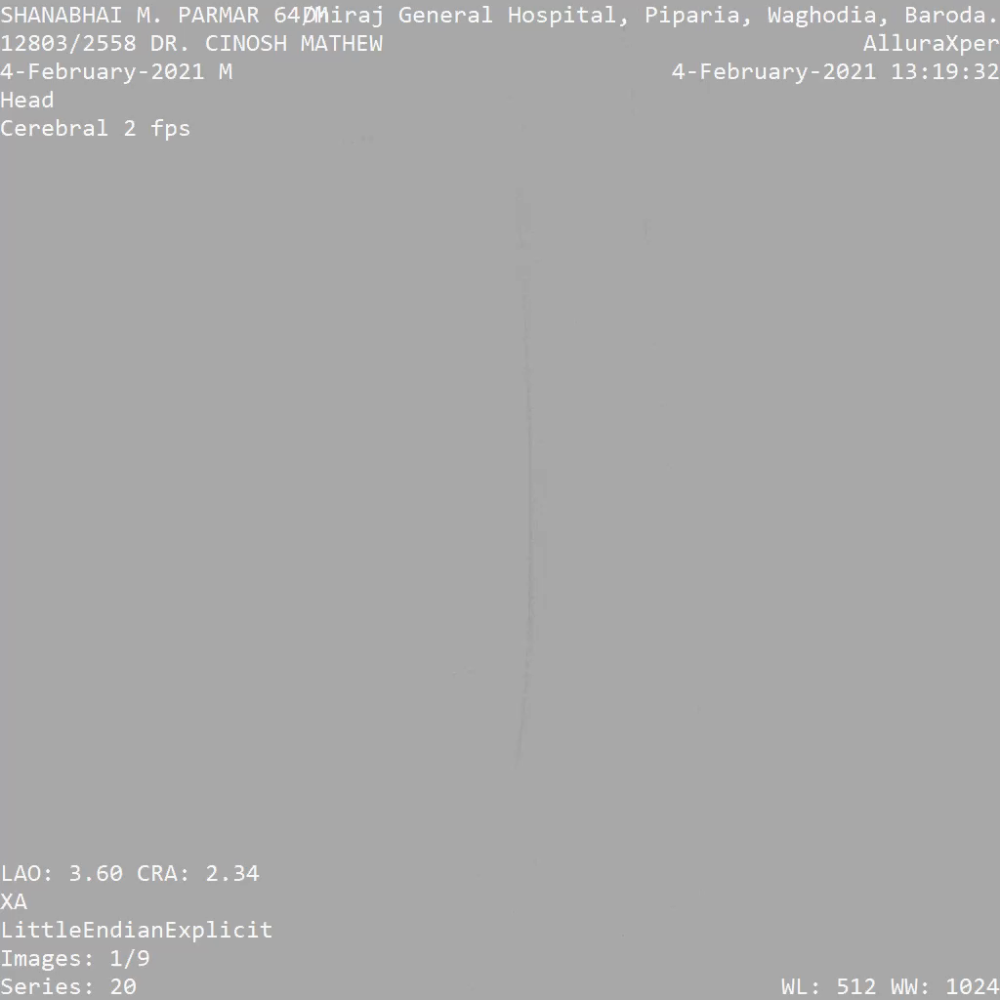 SHANABHAI M. PARMAR 64/M
Dhiraj General Hospital, Piparia, Waghodia, Baroda.
12803/2558 DR. CINOSH MATHEW
AlluraXper
4-February-2021 M
4-February-2021 13:19:32
Head
Cerebral 2 fps
LAO: 3.60 CRA: 2.34
XA
LittleEndianExplicit
Images: 1/9
Series: 20
WL: 512 WW: 1024